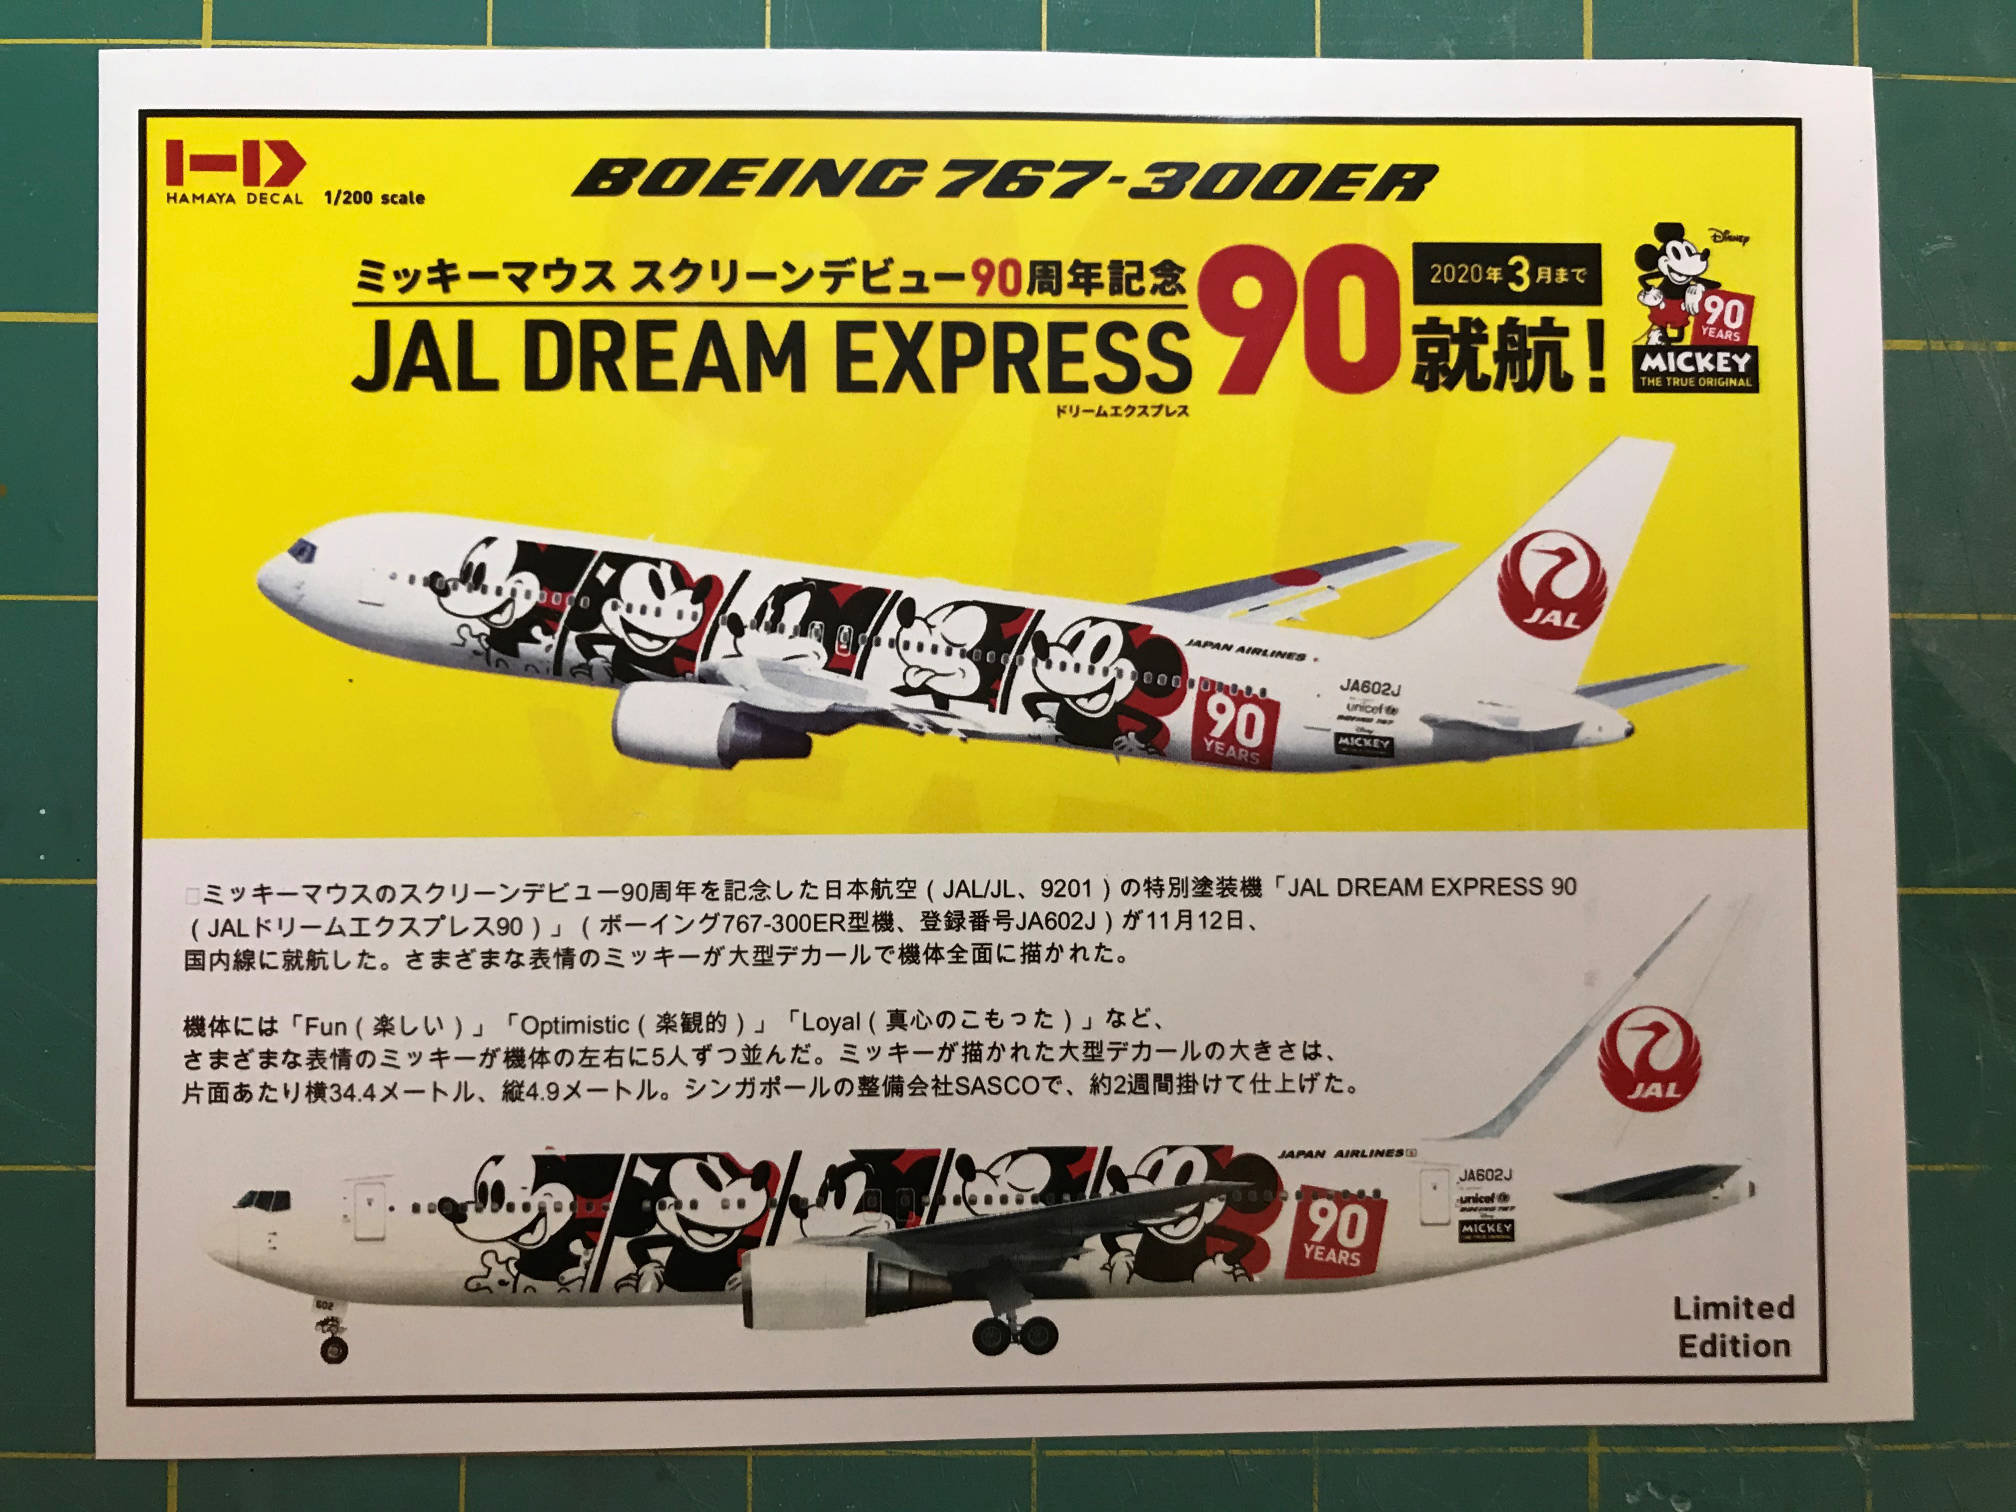 HAMAYA DECAL 1/200 scale
BOEING 767-300ER
ミッキーマウス スクリーンデビュー90周年記念
JAL DREAM EXPRESS 90
ドリームエクスプレス
2020年3月まで
就航!
Disney
90
YEARS
MICKEY
THE TRUE ORIGINAL
JAL
JAPAN AIRLINES
JA602J
unicef
BOEING 767
Disney
MICKEY
90
YEARS
ミッキーマウスのスクリーンデビュー90周年を記念した日本航空(JAL/JL、9201)の特別塗装機「JAL DREAM EXPRESS 90
(JALドリームエクスプレス90)」(ボーイング767-300ER型機、登録番号JA602J)が11月12日、
国内線に就航した。さまざまな表情のミッキーが大型デカールで機体全面に描かれた。
機体には「Fun(楽しい)」「Optimistic(楽観的)」「Loyal(真心のこもった)」など、
さまざまな表情のミッキーが機体の左右に5人ずつ並んだ。ミッキーが描かれた大型デカールの大きさは、
片面あたり横34.4メートル、縦4.9メートル。シンガポールの整備会社SASCOで、約2週間掛けて仕上げた。
JAL
JAPAN AIRLINES
JA602J
unicef
BOEING 767
Disney
MICKEY
THE TRUE ORIGINAL
90
YEARS
602
Limited
Edition